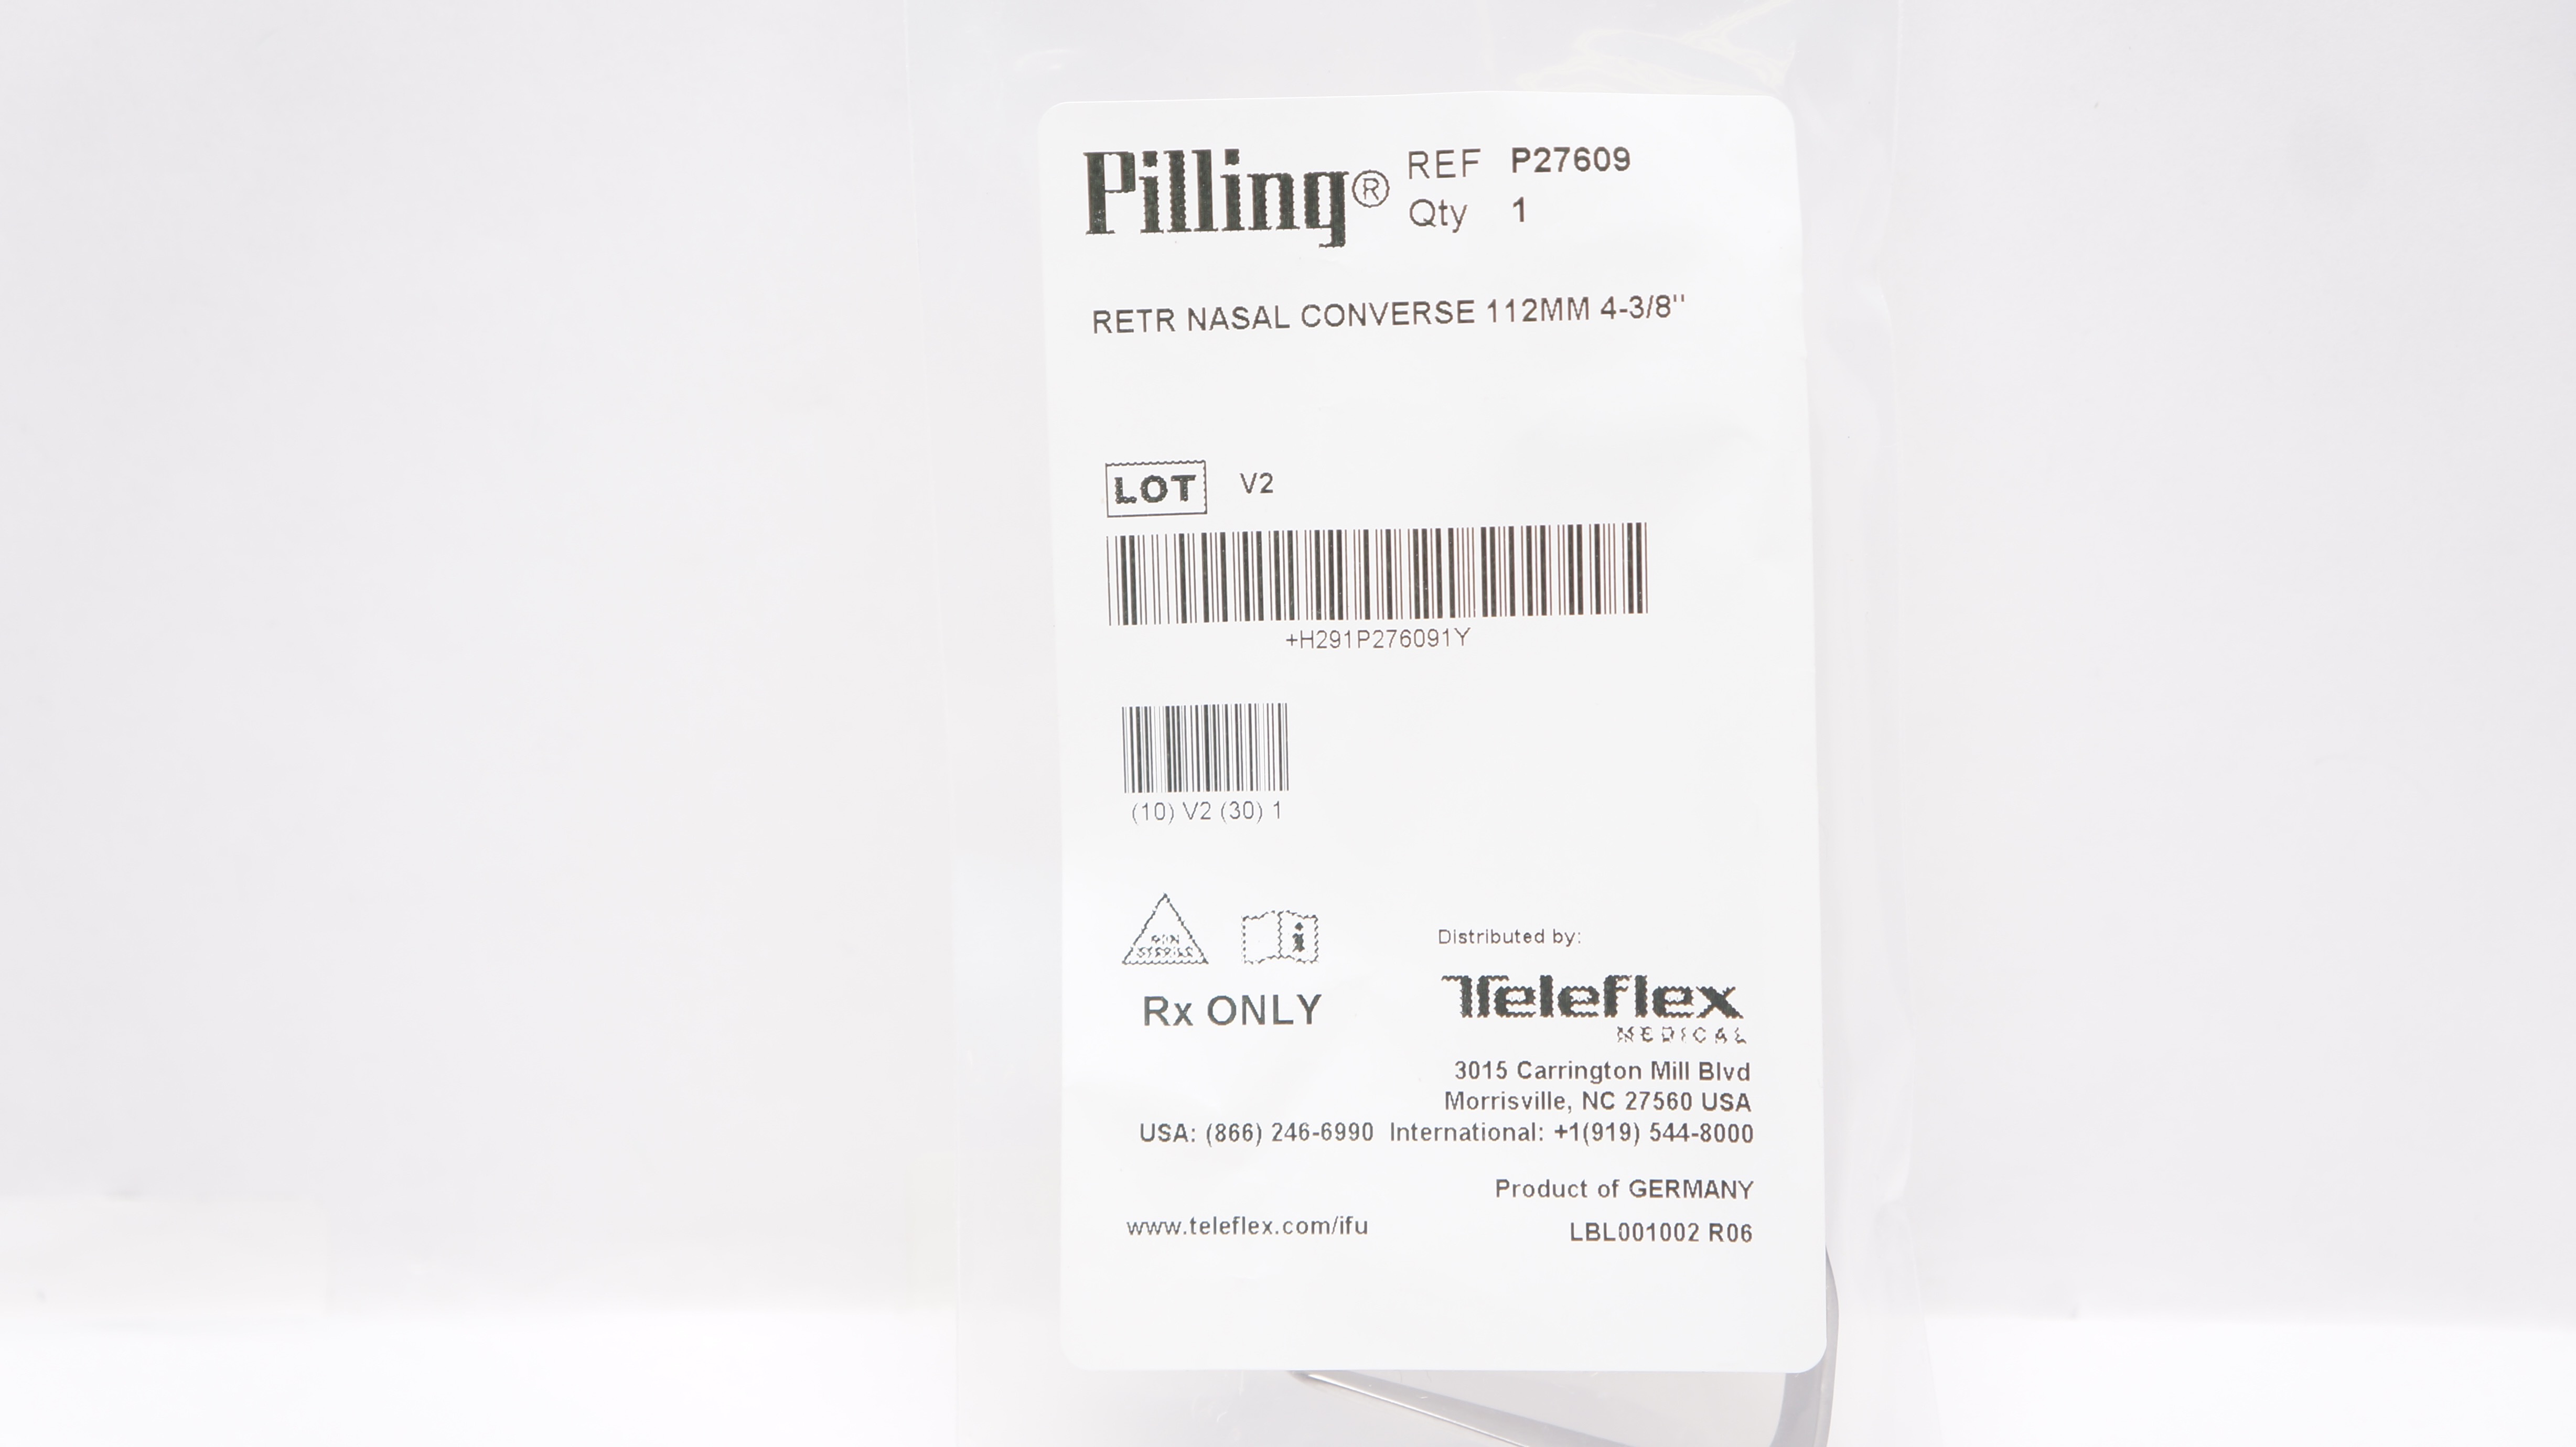 Pilling®
REF P27609
Qty 1
RETR NASAL CONVERSE 112MM 4-3/8"
LOT V2
+H291P276091Y
(10) V2 (30) 1
NON
STERILE
i
Rx ONLY
Distributed by:
Teleflex
MEDICAL
3015 Carrington Mill Blvd
Morrisville, NC 27560 USA
USA: (866) 246-6990 International: +1(919) 544-8000
Product of GERMANY
www.teleflex.com/ifu
LBL001002 R06